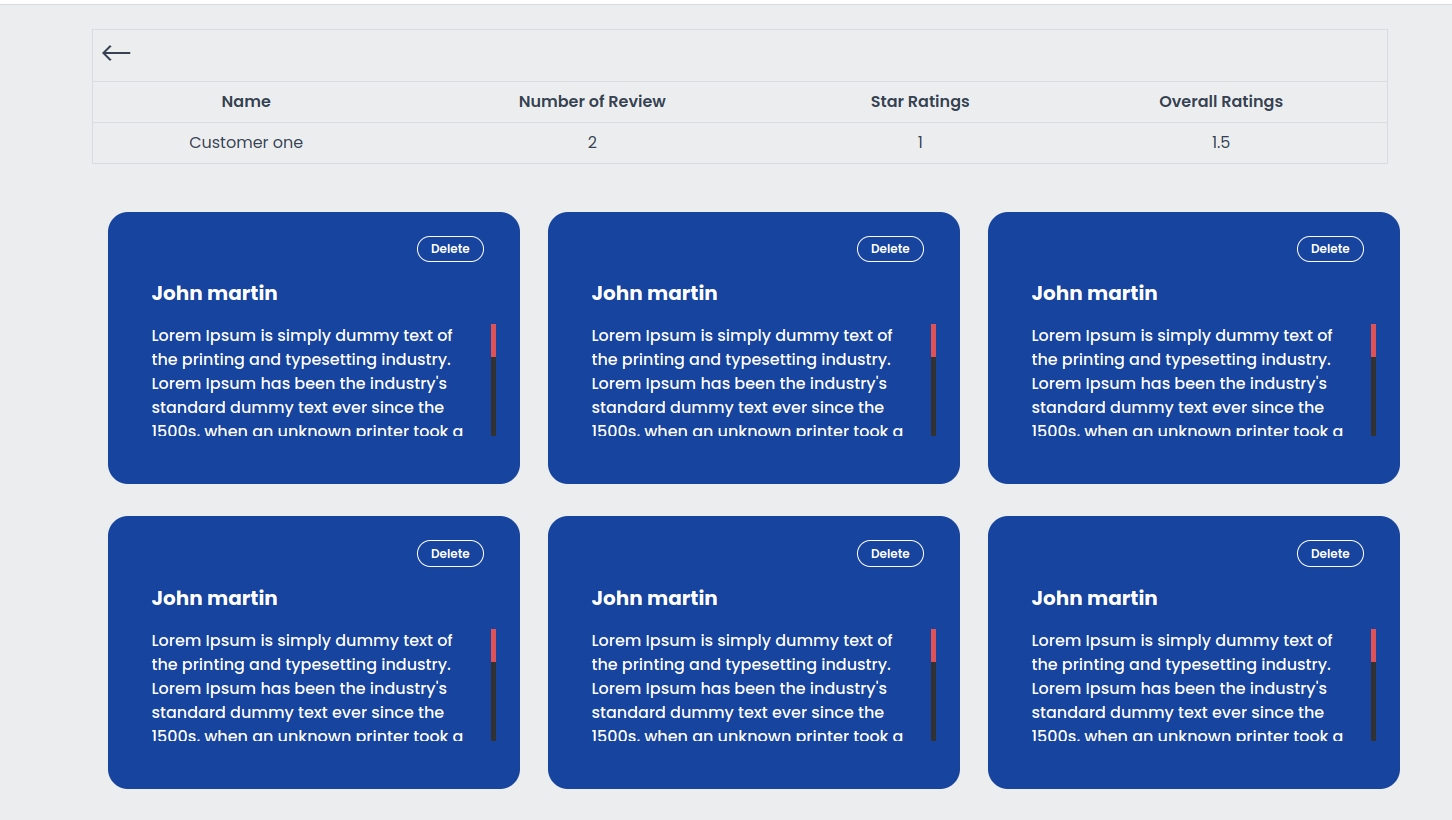 Name Number of Review Star Ratings Overall Ratings
Customer one 2 1 1.5
Delete
John martin
Lorem Ipsum is simply dummy text of
the printing and typesetting industry.
Lorem Ipsum has been the industry's
standard dummy text ever since the
1500s, when an unknown printer took a
Delete
John martin
Lorem Ipsum is simply dummy text of
the printing and typesetting industry.
Lorem Ipsum has been the industry's
standard dummy text ever since the
1500s, when an unknown printer took a
Delete
John martin
Lorem Ipsum is simply dummy text of
the printing and typesetting industry.
Lorem Ipsum has been the industry's
standard dummy text ever since the
1500s, when an unknown printer took a
Delete
John martin
Lorem Ipsum is simply dummy text of
the printing and typesetting industry.
Lorem Ipsum has been the industry's
standard dummy text ever since the
1500s, when an unknown printer took a
Delete
John martin
Lorem Ipsum is simply dummy text of
the printing and typesetting industry.
Lorem Ipsum has been the industry's
standard dummy text ever since the
1500s, when an unknown printer took a
Delete
John martin
Lorem Ipsum is simply dummy text of
the printing and typesetting industry.
Lorem Ipsum has been the industry's
standard dummy text ever since the
1500s, when an unknown printer took a